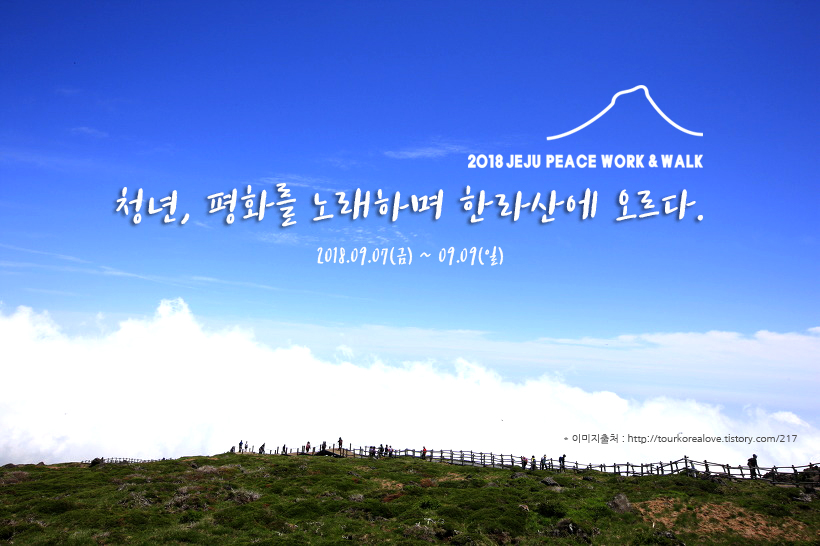 2018 JEJU PEACE WORK & WALK
청년, 평화를 노래하며 한라산에 오르다.
2018.09.07(금) ~ 09.09(일)
* 이미지출처 : http://tourkorealove.tistory.com/217